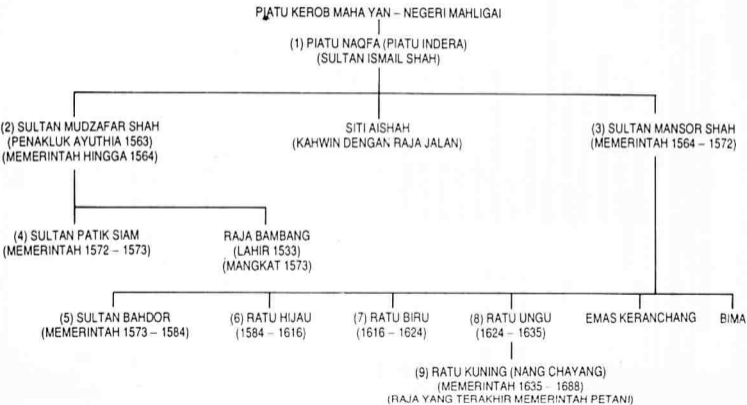 PIATU KEROB MAHA YAN – NEGERI MAHLIGAI
(1) PIATU NAQFA (PIATU INDERA)
(SULTAN ISMAIL SHAH)
(2) SULTAN MUDZAFAR SHAH
(PENAKLUK AYUTHIA 1563)
(MEMERINTAH HINGGA 1564)
SITI AISHAH
(KAHWIN DENGAN RAJA JALAN)
(3) SULTAN MANSOR SHAH
(MEMERINTAH 1564 – 1572)
(4) SULTAN PATIK SIAM
(MEMERINTAH 1572 – 1573)
RAJA BAMBANG
(LAHIR 1533)
(MANGKAT 1573)
(5) SULTAN BAHDOR
(MEMERINTAH 1573 – 1584)
(6) RATU HIJAU
(1584 – 1616)
(7) RATU BIRU
(1616 – 1624)
(8) RATU UNGU
(1624 – 1635)
EMAS KERANCHANG
BIMA
(9) RATU KUNING (NANG CHAYANG)
(MEMERINTAH 1635 – 1688)
(RAJA YANG TERAKHIR MEMERINTAH PETANI)